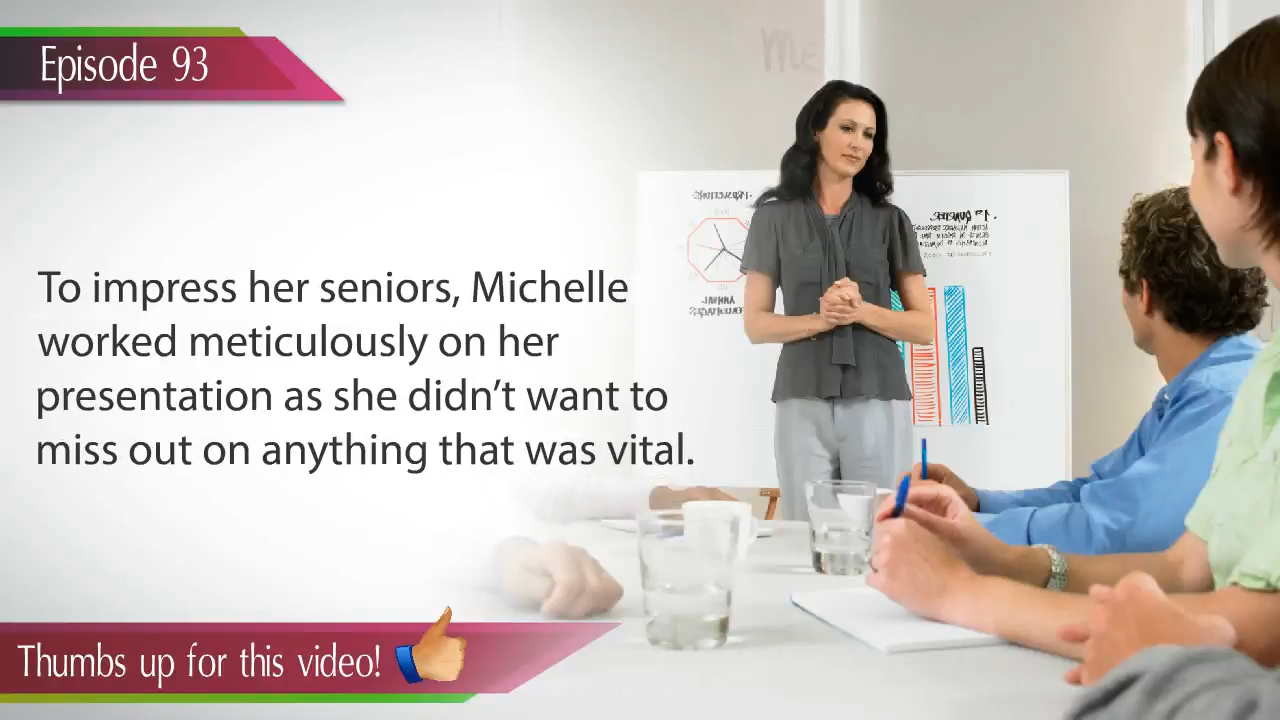 Episode 93
To impress her seniors, Michelle
worked meticulously on her
presentation as she didn’t want to
miss out on anything that was vital.
Thumbs up for this video!